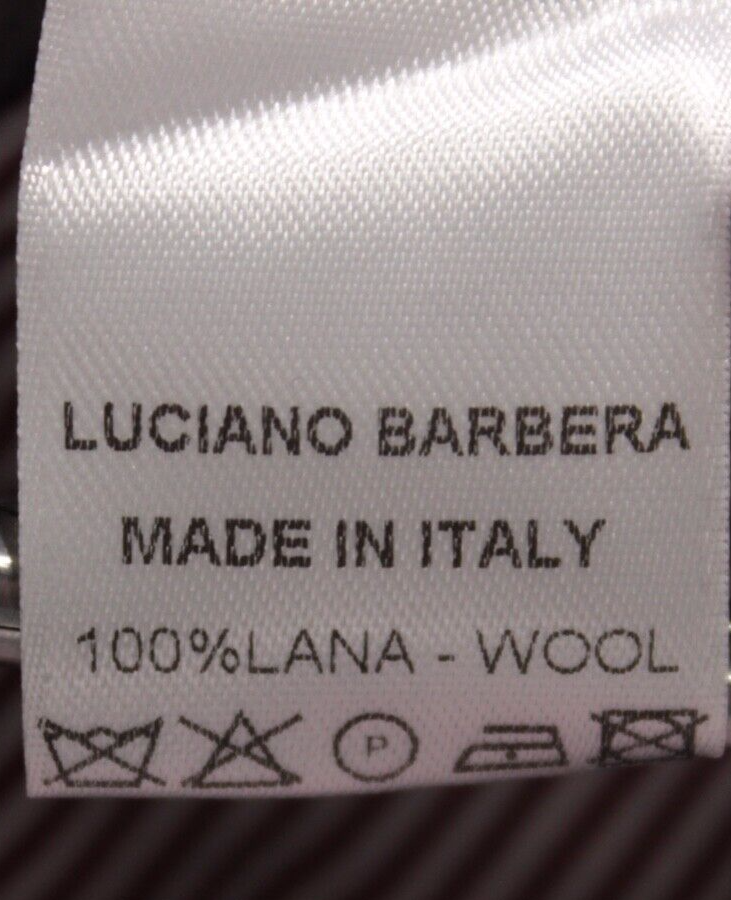 LUCIANO BARBERA
MADE IN ITALY
100%LANA - WOOL
P